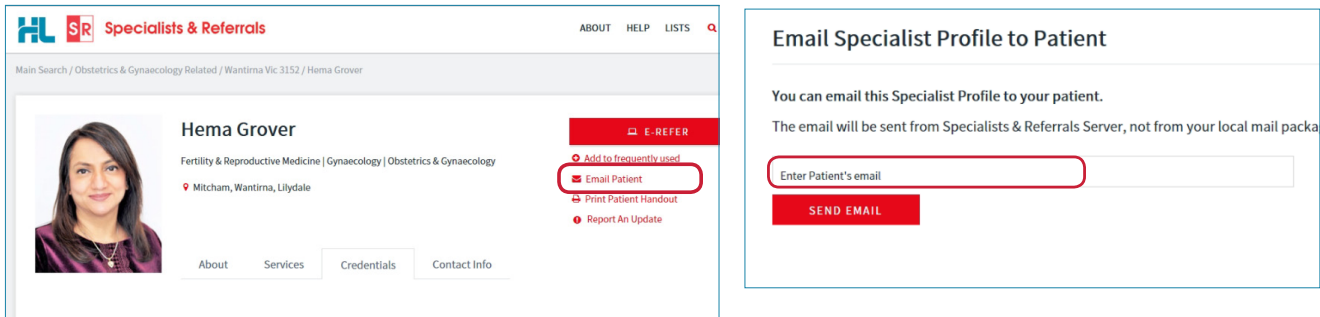 HL SR Specialists & Referrals
ABOUT HELP LISTS
Main Search / Obstetrics & Gynaecology Related / Wantirna Vic 3152 / Hema Grover
Hema Grover
Fertility & Reproductive Medicine | Gynaecology | Obstetrics & Gynaecology
Mitcham, Wantirna, Lilydale
E-REFER
Add to frequently used
Email Patient
Print Patient Handout
Report An Update
About Services Credentials Contact Info
Email Specialist Profile to Patient
You can email this Specialist Profile to your patient.
The email will be sent from Specialists & Referrals Server, not from your local mail packa
Enter Patient's email
SEND EMAIL